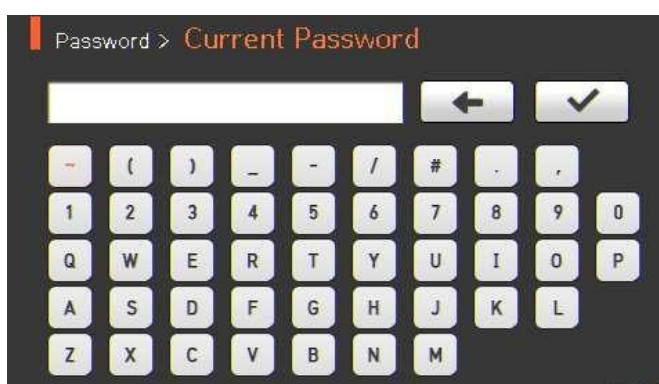 Password > Current Password
~ ( ) _ - / # . ,
1 2 3 4 5 6 7 8 9 0
Q W E R T Y U I O P
A S D F G H J K L
Z X C V B N M